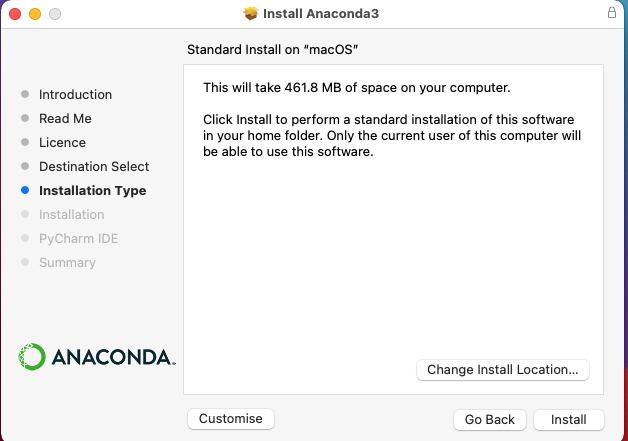 Install Anaconda3
Standard Install on “macOS”
Introduction
Read Me
Licence
Destination Select
Installation Type
Installation
PyCharm IDE
Summary
This will take 461.8 MB of space on your computer.
Click Install to perform a standard installation of this software
in your home folder. Only the current user of this computer will
be able to use this software.
ANACONDA.
Change Install Location...
Customise
Go Back
Install